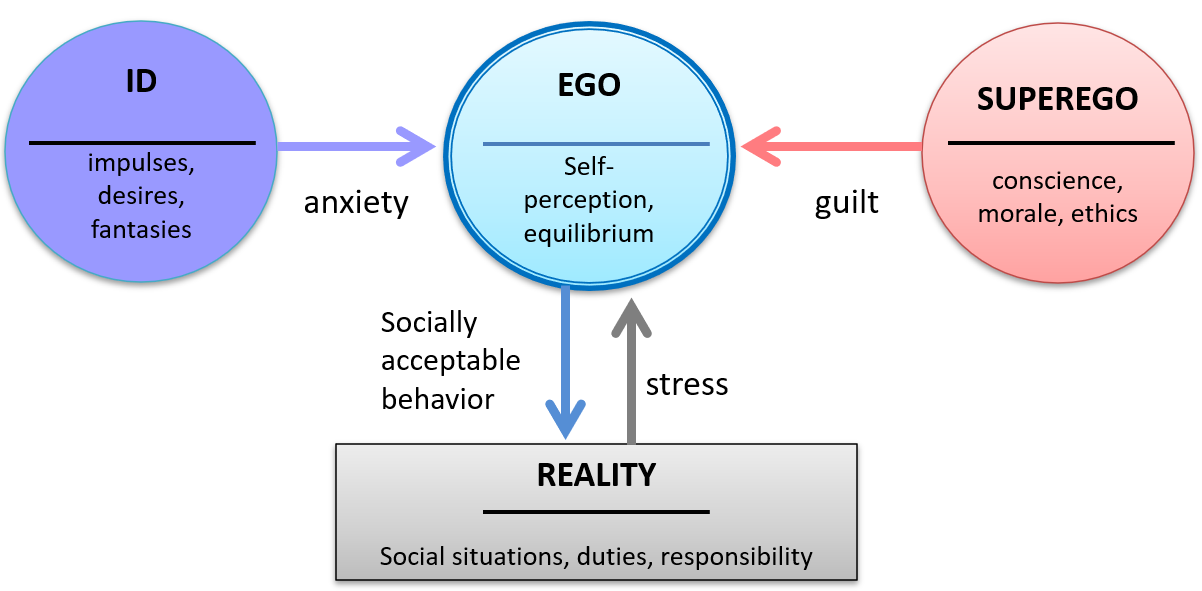 ID
impulses,
desires,
fantasies
anxiety
EGO
Self-
perception,
equilibrium
guilt
SUPEREGO
conscience,
morale, ethics
Socially
acceptable
behavior
stress
REALITY
Social situations, duties, responsibility